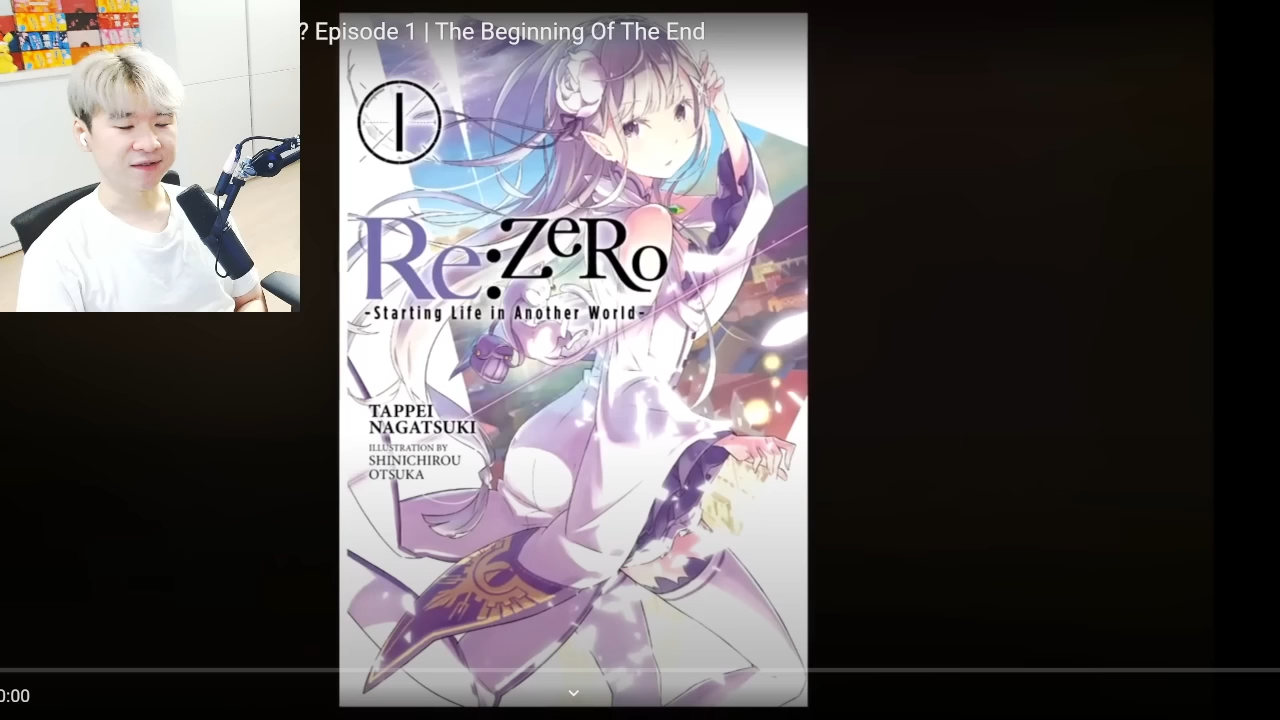 ? Episode 1 | The Beginning Of The End
Re:ZeRo
-Starting Life in Another World-
TAPPEI
NAGATSUKI
ILLUSTRATION BY
SHINICHIROU
OTSUKA
0:00